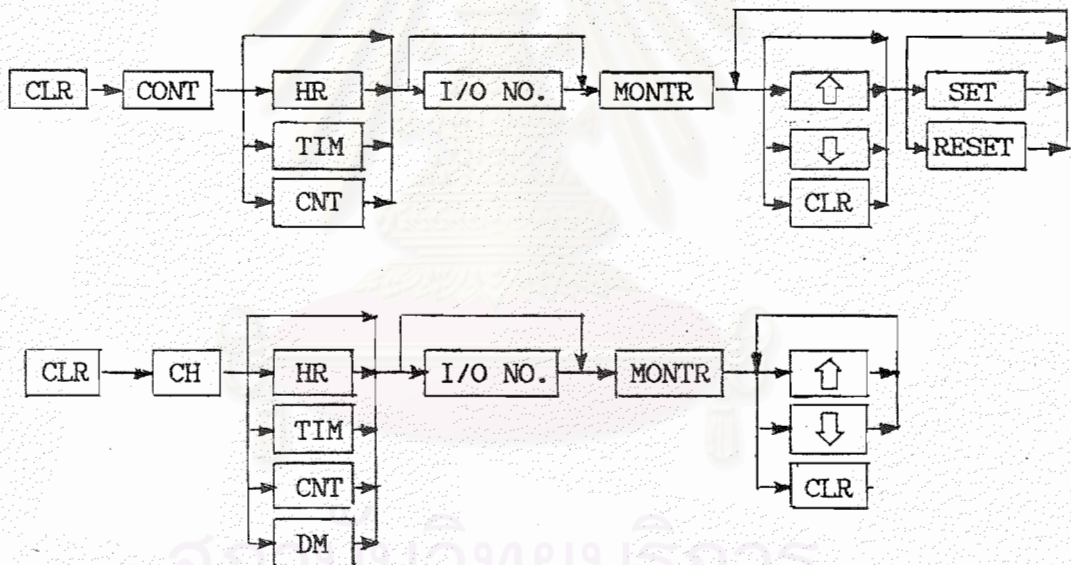 CLR CONT HR I/O NO. MONTR ⇧ SET
TIM ⇩ RESET
CNT CLR
CLR CH HR I/O NO. MONTR ⇧
TIM ⇩
CNT CLR
DM